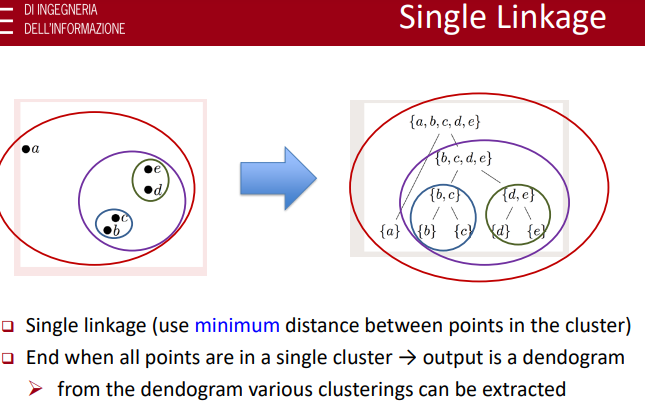 DI INGEGNERIA
DELL'INFORMAZIONE
Single Linkage
a
e
d
c
b
{a, b, c, d, e}
{b, c, d, e}
{b, c} {d, e}
{a} {b} {c} {d} {e}
Single linkage (use minimum distance between points in the cluster)
End when all points are in a single cluster → output is a dendogram
from the dendogram various clusterings can be extracted